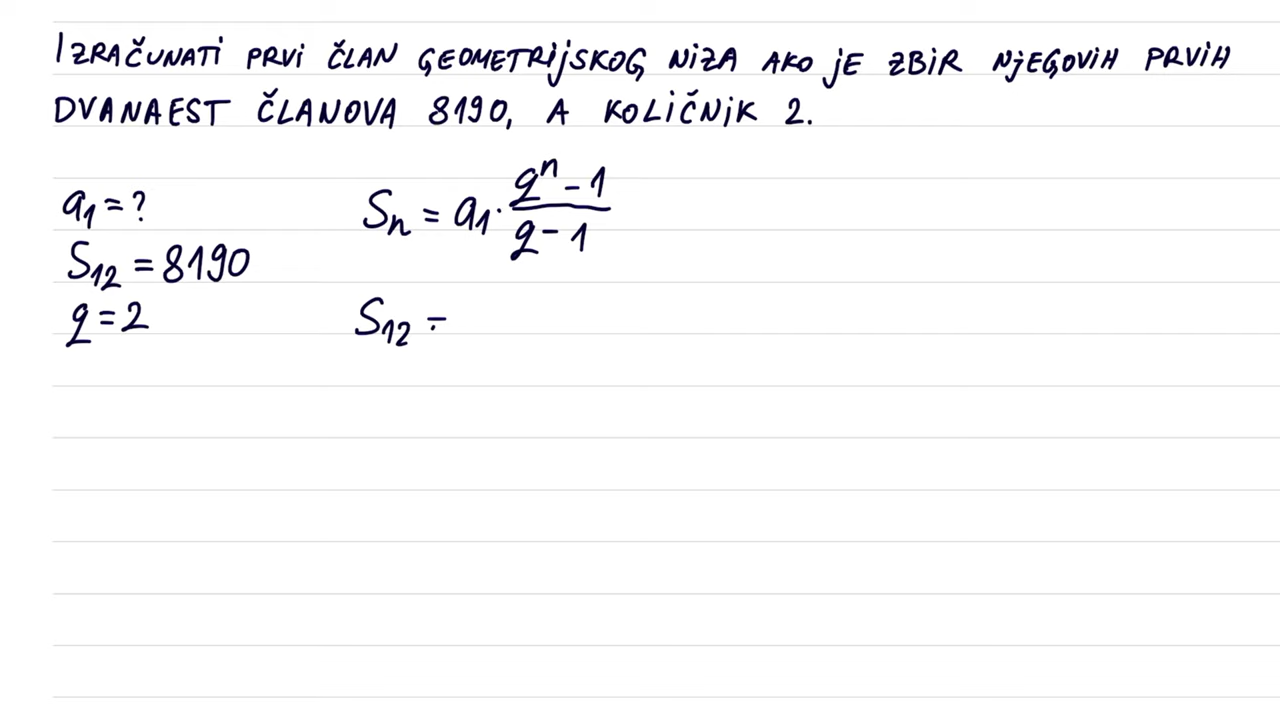 IZRAČUNATI PRVI ČLAN GEOMETRIJSKOG NIZA AKO JE ZBIR NJEGOVIH PRVIH
DVANAEST ČLANOVA 8190, A KOLIČNIK 2.
a₁ = ?
Sₙ = a₁ · (qⁿ - 1)/(q - 1)
S₁₂ = 8190
q = 2
S₁₂ =